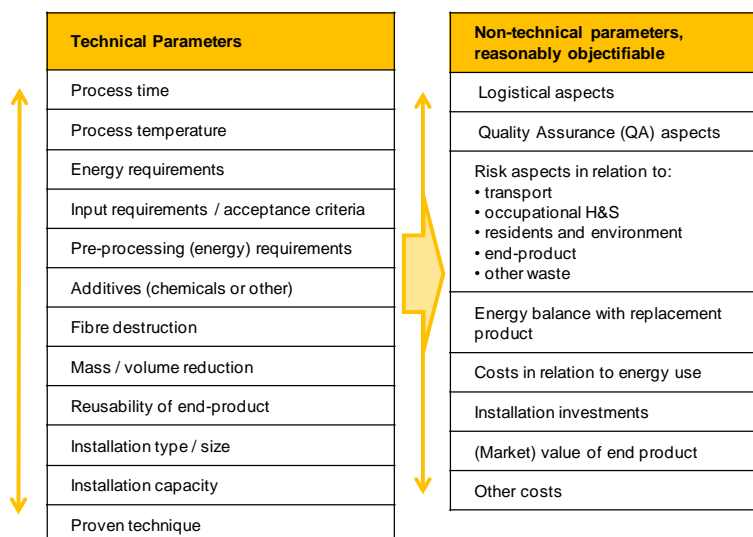 Technical Parameters
Process time
Process temperature
Energy requirements
Input requirements / acceptance criteria
Pre-processing (energy) requirements
Additives (chemicals or other)
Fibre destruction
Mass / volume reduction
Reusability of end-product
Installation type / size
Installation capacity
Proven technique
Non-technical parameters,
reasonably objectifiable
Logistical aspects
Quality Assurance (QA) aspects
Risk aspects in relation to:
• transport
• occupational H&S
• residents and environment
• end-product
• other waste
Energy balance with replacement
product
Costs in relation to energy use
Installation investments
(Market) value of end product
Other costs